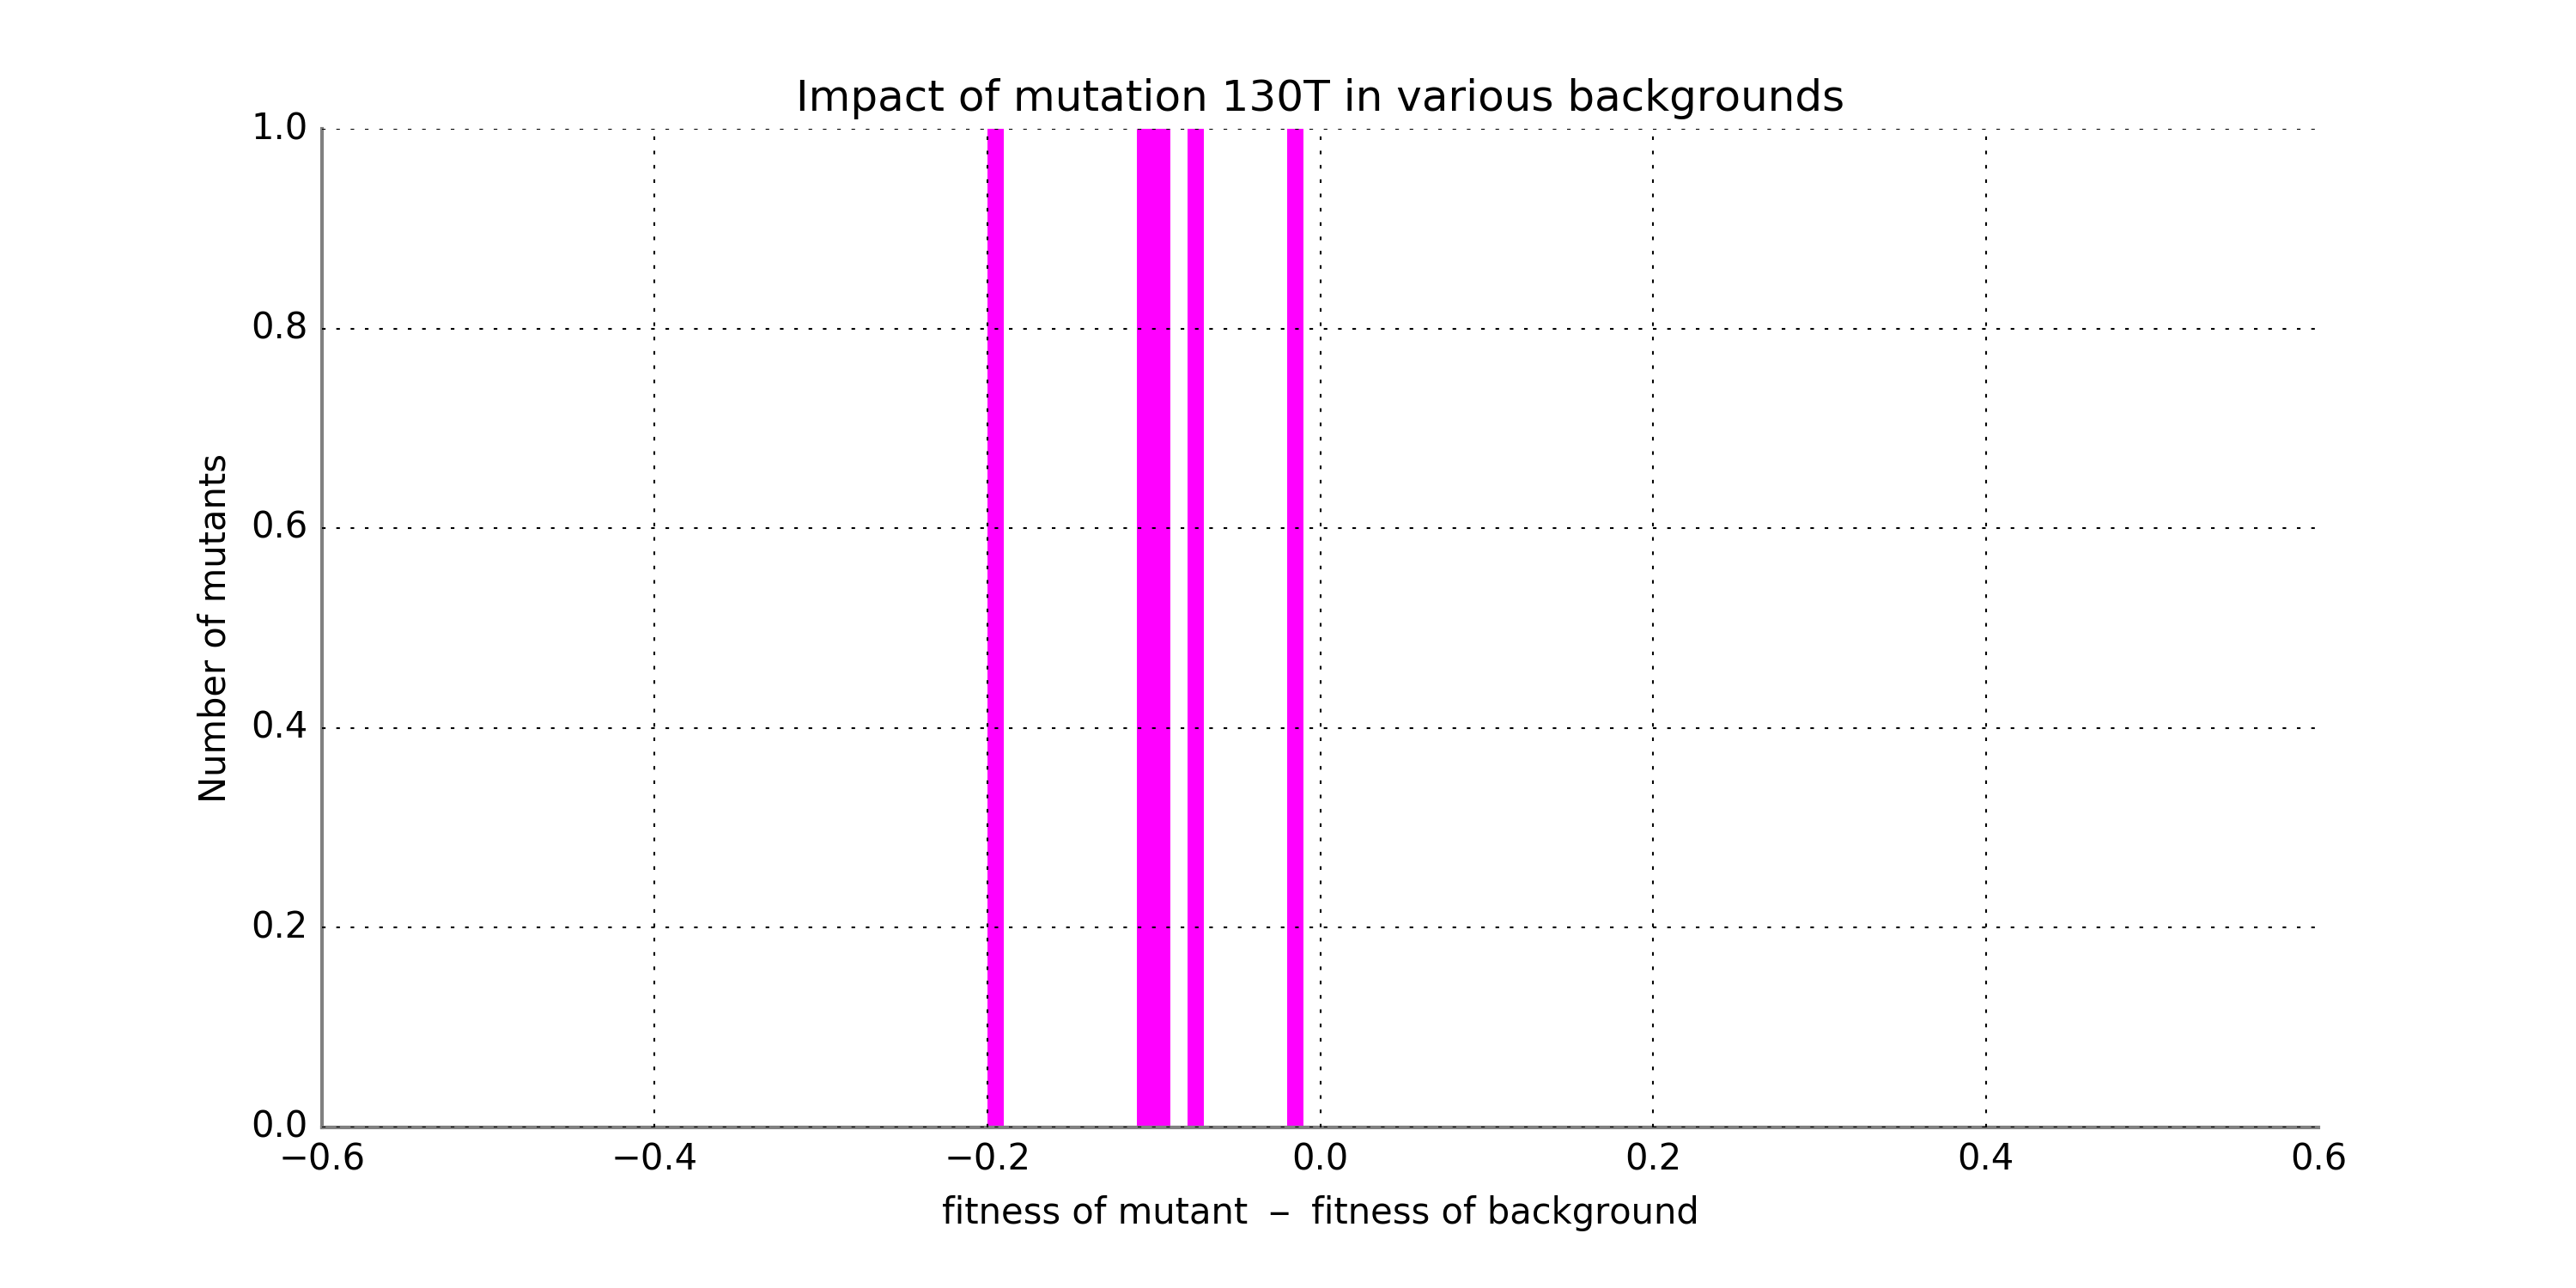 Impact of mutation 130T in various backgrounds
1.0
0.8
0.6
0.4
0.2
0.0
Number of mutants
−0.6 −0.4 −0.2 0.0 0.2 0.4 0.6
fitness of mutant − fitness of background